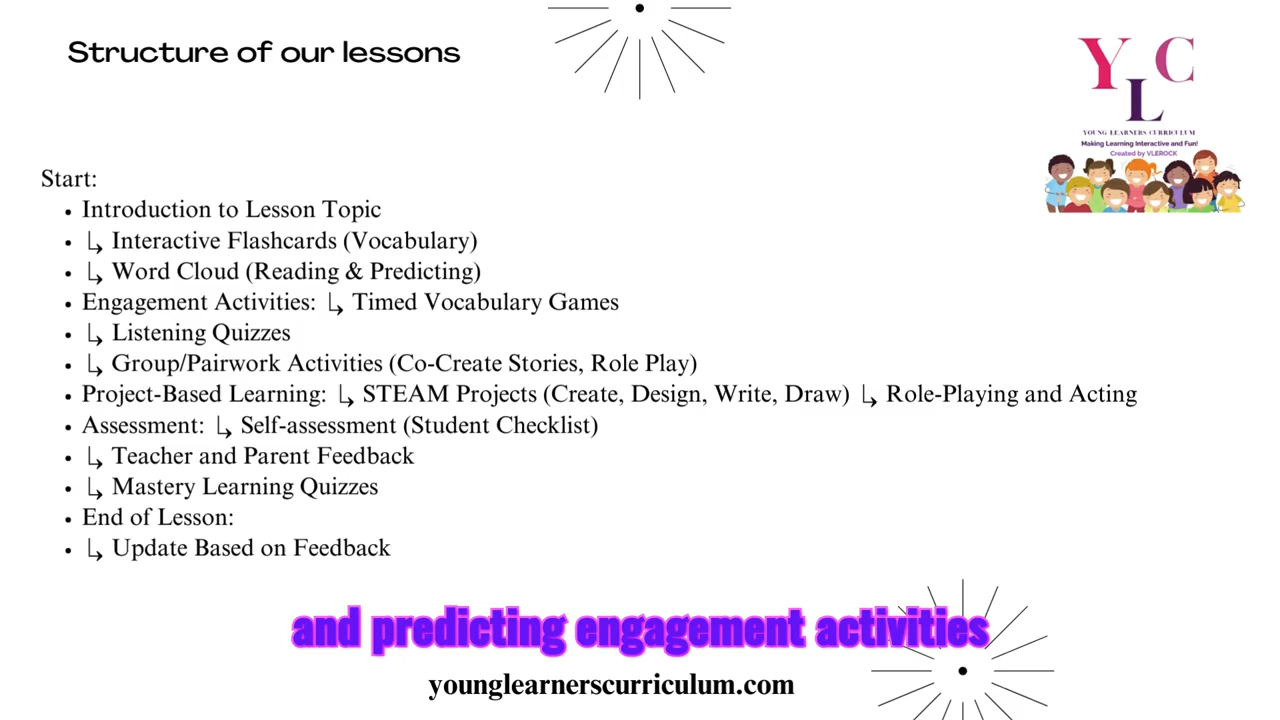 Structure of our lessons
Y L C
YOUNG LEARNERS CURRICULUM
Making Learning Interactive and Fun!
Created by VLEROCK
Start:
• Introduction to Lesson Topic
• ↳ Interactive Flashcards (Vocabulary)
• ↳ Word Cloud (Reading & Predicting)
• Engagement Activities: ↳ Timed Vocabulary Games
• ↳ Listening Quizzes
• ↳ Group/Pairwork Activities (Co-Create Stories, Role Play)
• Project-Based Learning: ↳ STEAM Projects (Create, Design, Write, Draw) ↳ Role-Playing and Acting
• Assessment: ↳ Self-assessment (Student Checklist)
• ↳ Teacher and Parent Feedback
• ↳ Mastery Learning Quizzes
• End of Lesson:
• ↳ Update Based on Feedback
and predicting engagement activities
younglearnerscurriculum.com